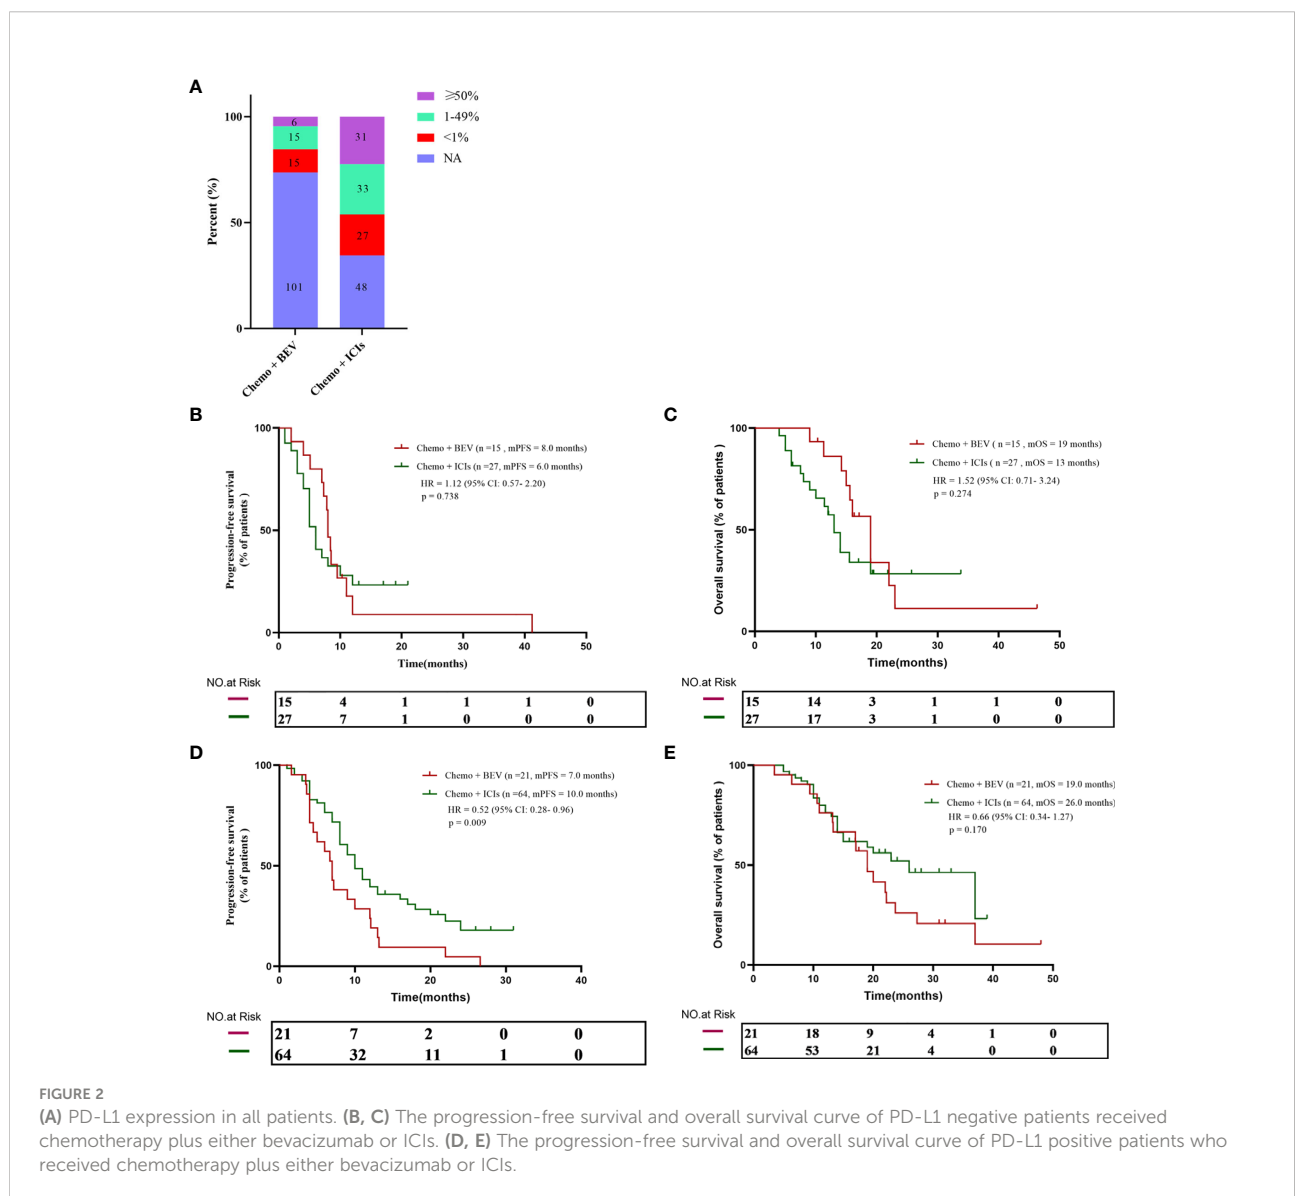 A
⩾50%
1-49%
<1%
NA
100
50
0
Percent (%)
6
15
15
101
31
33
27
48
Chemo + BEV
Chemo + ICIs
B
Progression-free survival
(% of patients )
100
50
0
Chemo + BEV (n =15 , mPFS = 8.0 months)
Chemo + ICIs (n =27, mPFS = 6.0 months)
HR = 1.12 (95% CI: 0.57- 2.20)
p = 0.738
0 10 20 30 40 50
Time(months)
NO.at Risk
15 4 1 1 1 0
27 7 1 0 0 0
C
Overall survival (% of patients )
100
50
0
Chemo + BEV ( n =15 , mOS = 19 months)
Chemo + ICIs ( n =27 , mOS = 13 months)
HR = 1.52 (95% CI: 0.71- 3.24)
p = 0.274
0 10 20 30 40 50
Time(months)
NO.at Risk
15 14 3 1 1 0
27 17 3 1 0 0
D
Progression-free survival
(% of patients )
100
50
0
Chemo + BEV (n =21, mPFS = 7.0 months)
Chemo + ICIs (n =64, mPFS = 10.0 months)
HR = 0.52 (95% CI: 0.28- 0.96)
p = 0.009
0 10 20 30 40
Time(months)
NO.at Risk
21 7 2 0 0
64 32 11 1 0
E
Overall survival (% of patients )
100
50
0
Chemo + BEV (n =21, mOS = 19.0 months)
Chemo + ICIs (n = 64, mOS = 26.0 months)
HR = 0.66 (95% CI: 0.34- 1.27)
p = 0.170
0 10 20 30 40 50
Time(months)
NO.at Risk
21 18 9 4 1 0
64 53 21 4 0 0
FIGURE 2
(A) PD-L1 expression in all patients. (B, C) The progression-free survival and overall survival curve of PD-L1 negative patients received
chemotherapy plus either bevacizumab or ICIs. (D, E) The progression-free survival and overall survival curve of PD-L1 positive patients who
received chemotherapy plus either bevacizumab or ICIs.